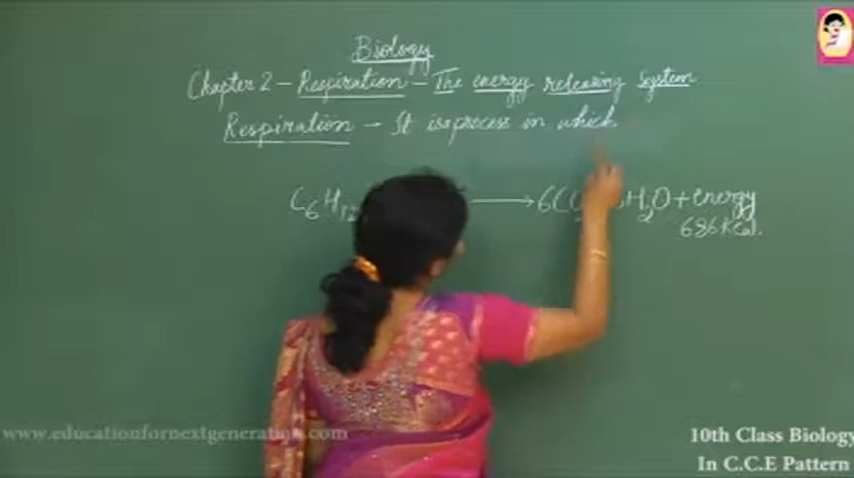 Biology
Chapter 2 - Respiration - The energy releasing system
Respiration - It is a process in which
C6H12 → 6CO2 H2O + energy
686 KCal.
www.educationfornextgeneration.com
10th Class Biology
In C.C.E Pattern